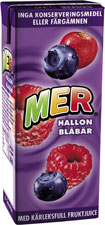 INGA KONSERVERINGSMEDEL
ELLER FÄRGÄMNEN
MER
HALLON
BLÅBÄR
MED KÄRLEKSFULL FRUKTJUICE